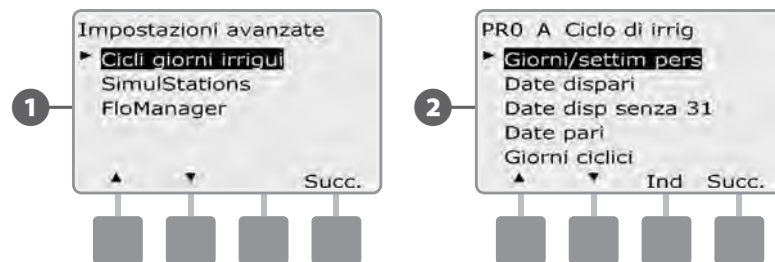 Impostazioni avanzate
Cicli giorni irrigui
SimulStations
FloManager
Succ.
1
PR0 A Ciclo di irrig
Giorni/settim pers
Date dispari
Date disp senza 31
Date pari
Giorni ciclici
Ind Succ.
2